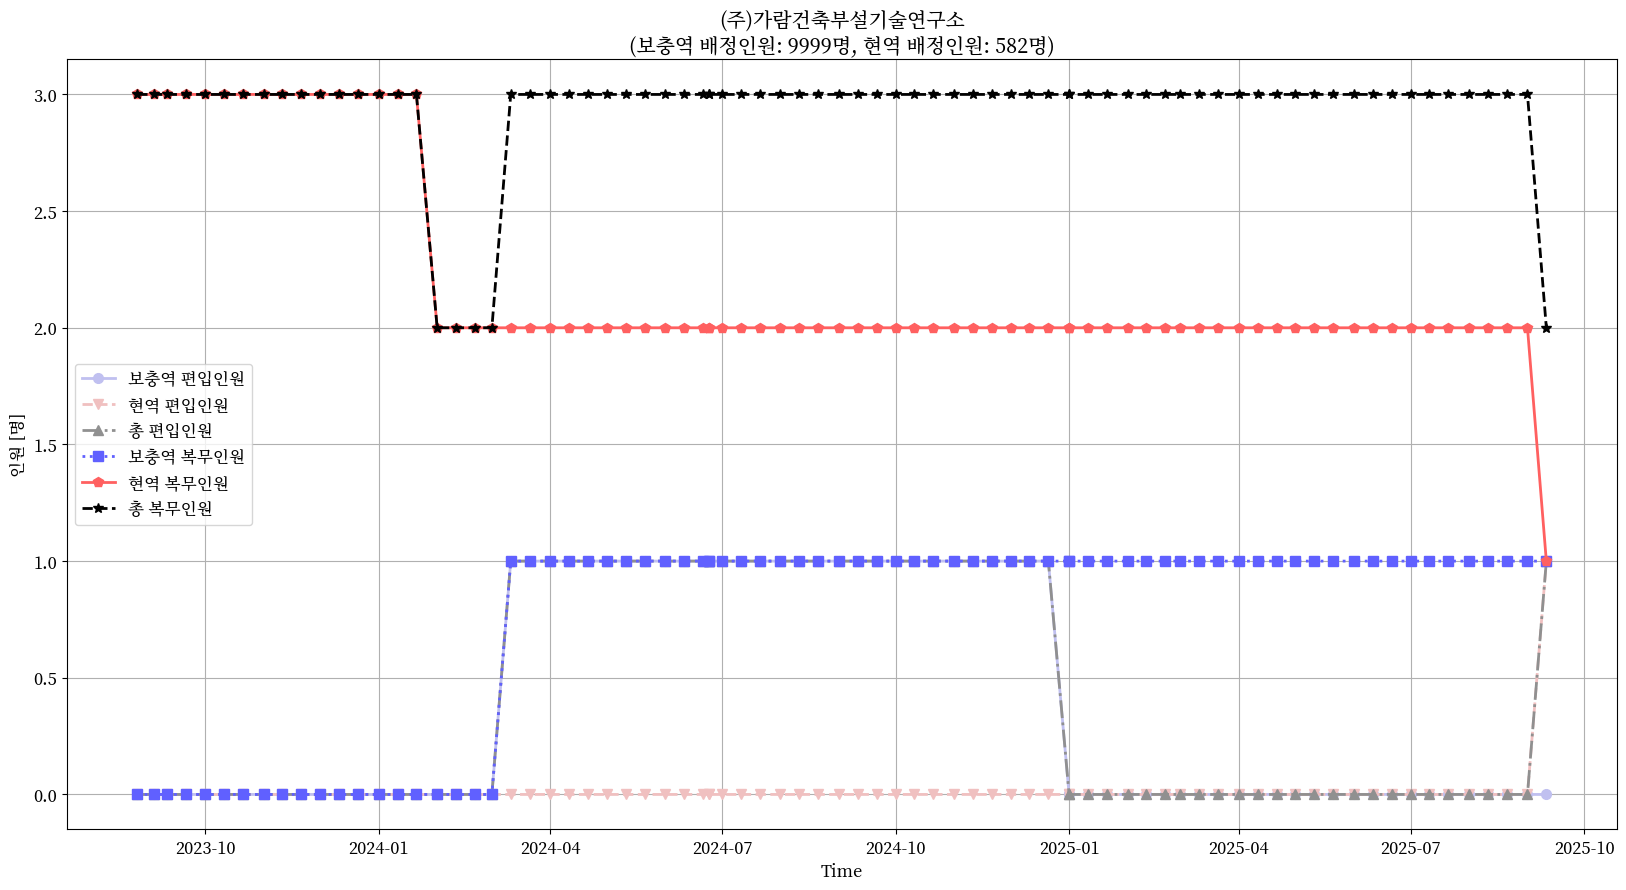 (주)가람건축부설기술연구소
(보충역 배정인원: 9999명, 현역 배정인원: 582명)
인원 [명]
3.0
2.5
2.0
1.5
1.0
0.5
0.0
보충역 편입인원
현역 편입인원
총 편입인원
보충역 복무인원
현역 복무인원
총 복무인원
2023-10
2024-01
2024-04
2024-07
2024-10
2025-01
2025-04
2025-07
2025-10
Time